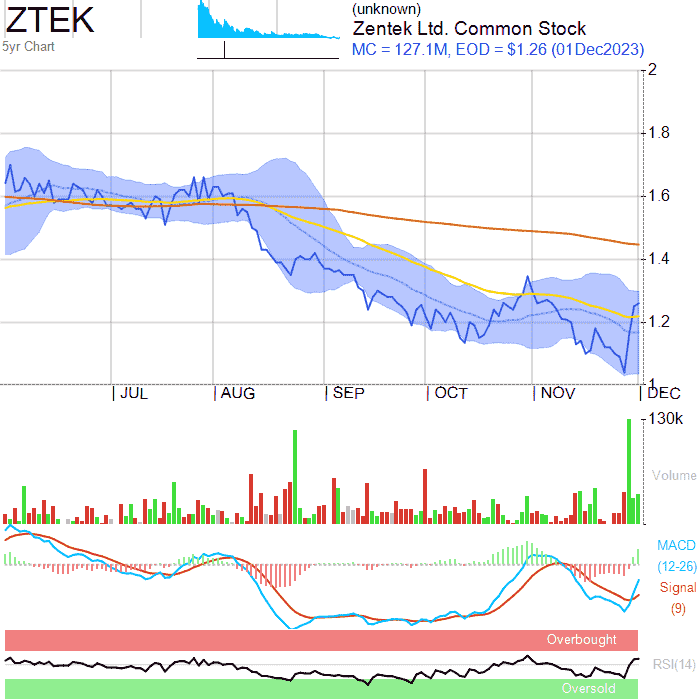 ZTEK
5yr Chart
(unknown)
Zentek Ltd. Common Stock
MC = 127.1M, EOD = $1.26 (01Dec2023)
2
1.8
1.6
1.4
1.2
1
JUL AUG SEP OCT NOV DEC
130k
Volume
MACD
(12-26)
Signal
(9)
Overbought
RSI(14)
Oversold